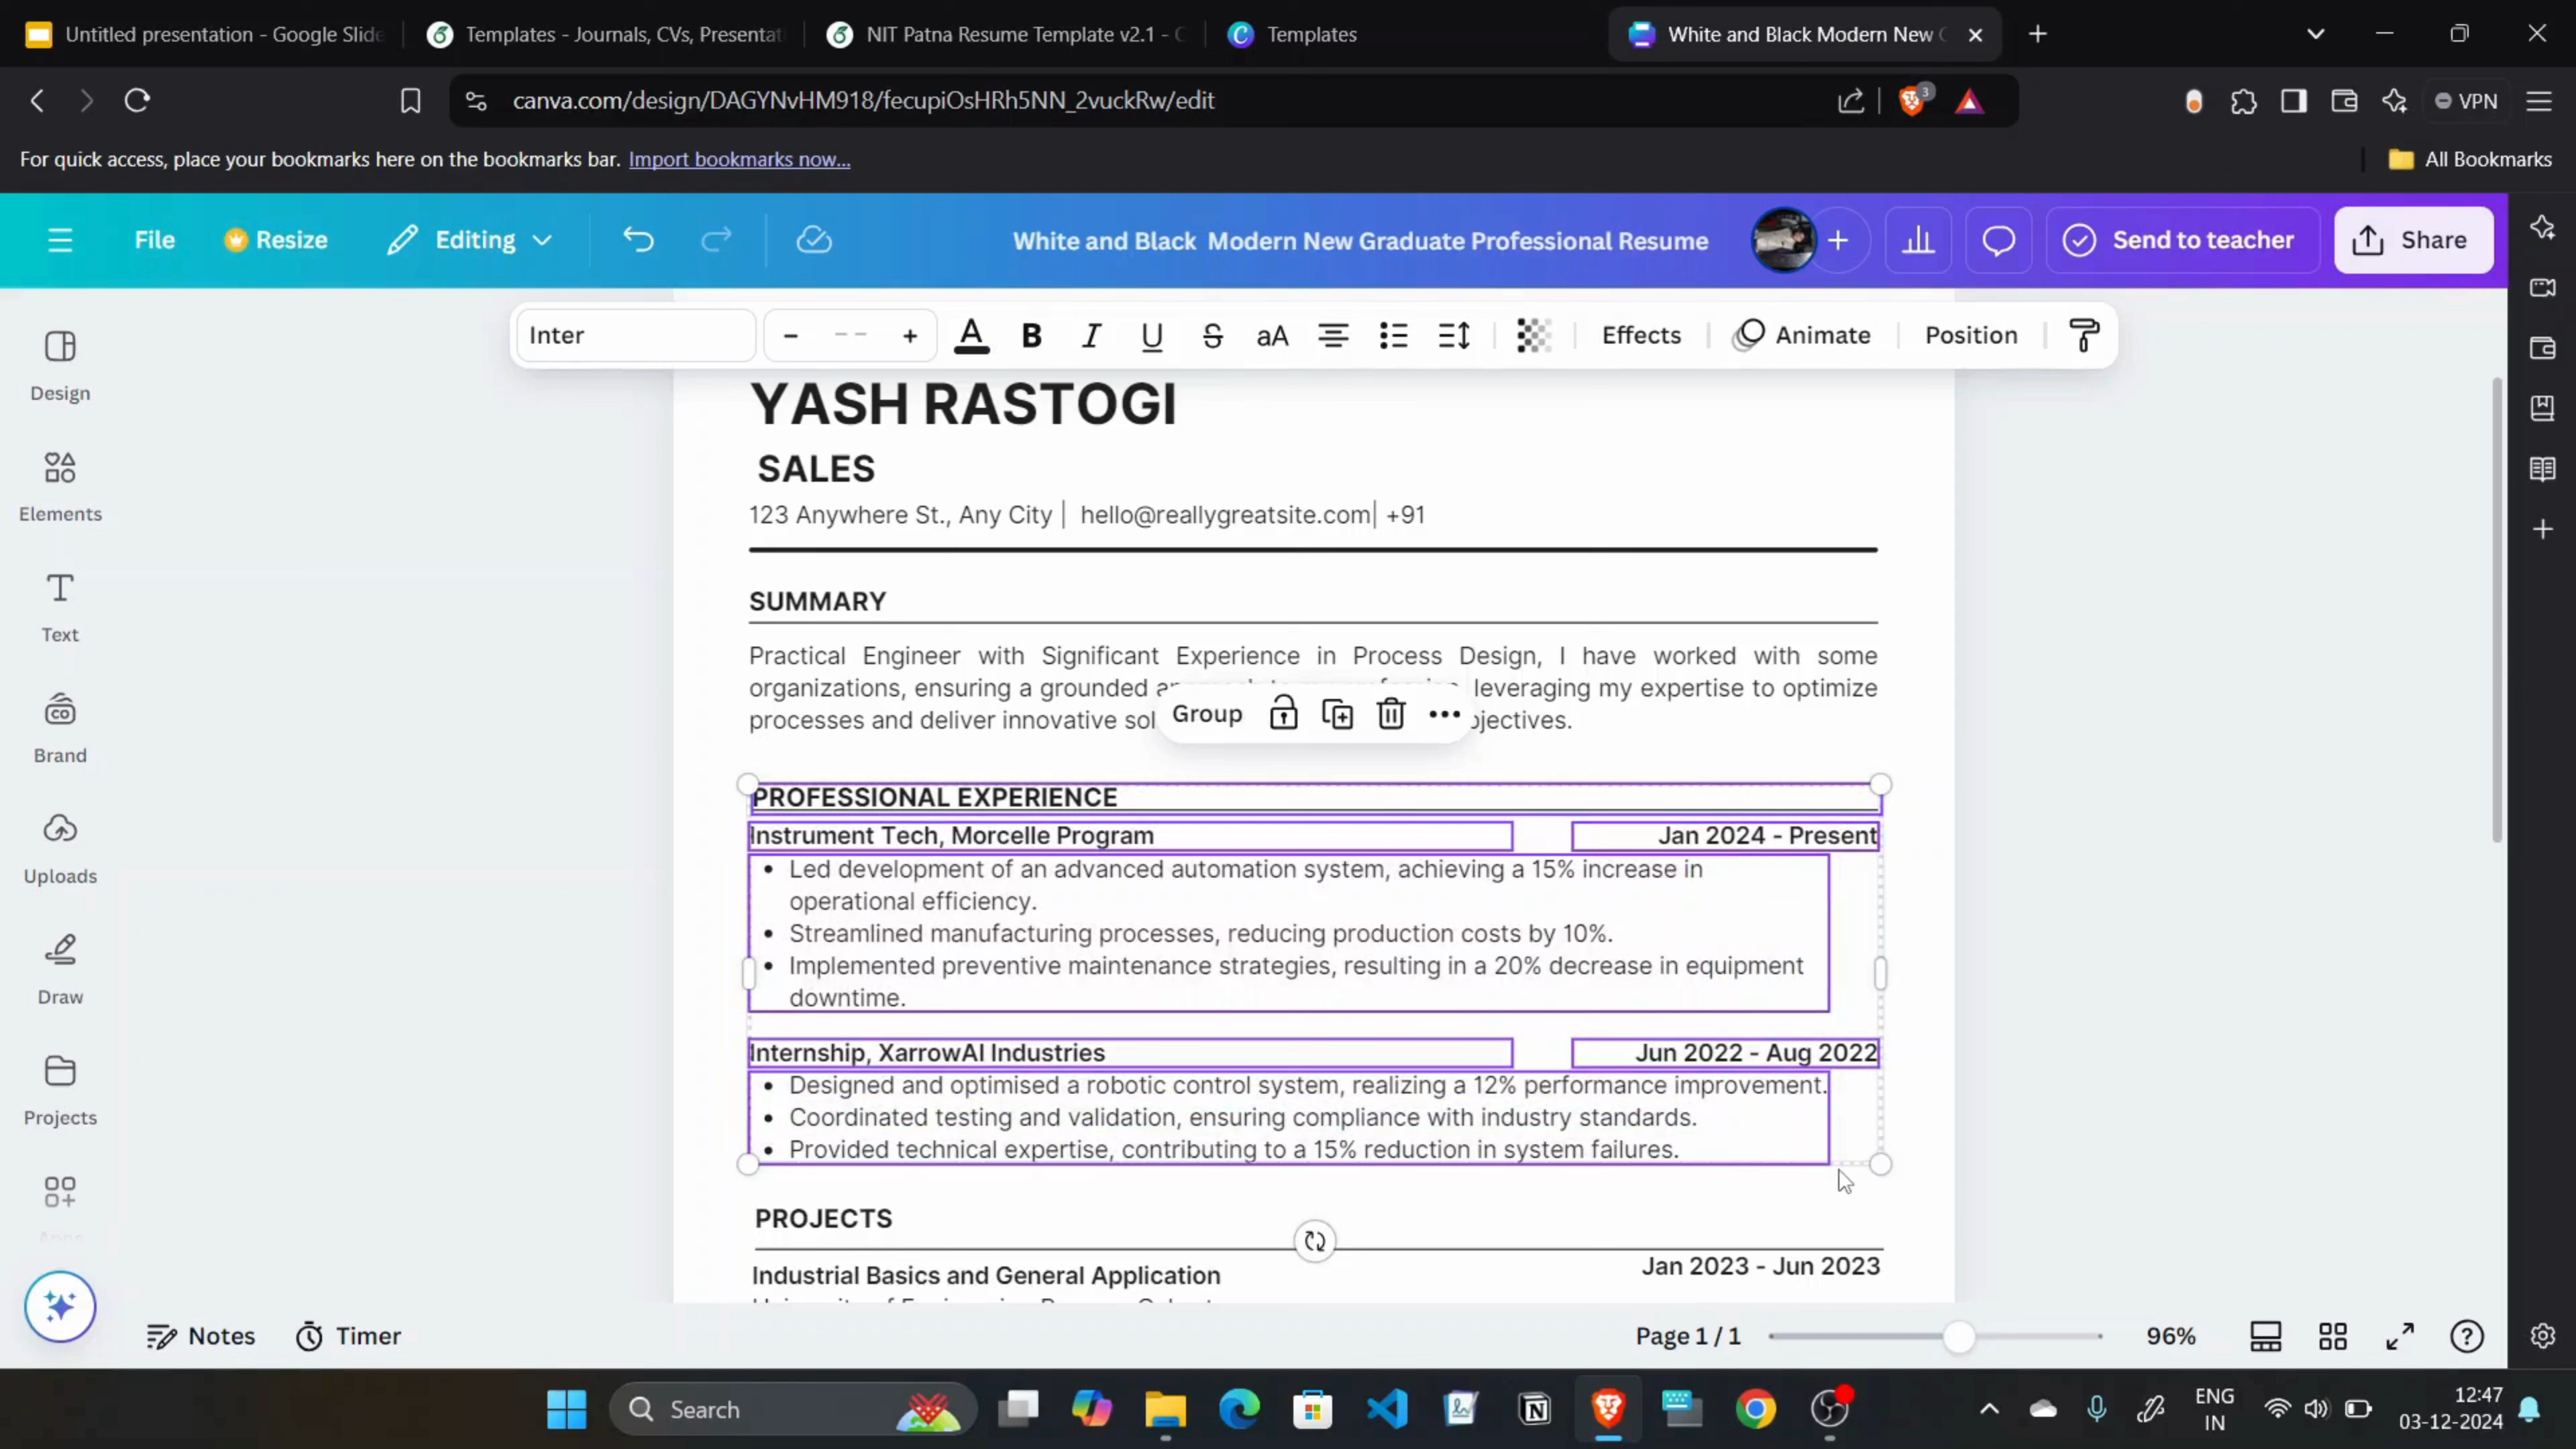 Untitled presentation - Google Slide
Templates - Journals, CVs, Presentat
NIT Patna Resume Template v2.1 - C
Templates
White and Black Modern New C
canva.com/design/DAGYNvHM918/fecupiOsHRh5NN_2vuckRw/edit
3
VPN
For quick access, place your bookmarks here on the bookmarks bar. Import bookmarks now...
All Bookmarks
File
Resize
Editing
White and Black Modern New Graduate Professional Resume
Send to teacher
Share
Inter
- -- +
A B I U S aA
Effects
Animate
Position
Design
Elements
Text
Brand
Uploads
Draw
Projects
Apps
YASH RASTOGI
SALES
123 Anywhere St., Any City | hello@reallygreatsite.com| +91
SUMMARY
Practical Engineer with Significant Experience in Process Design, I have worked with some
organizations, ensuring a grounded leveraging my expertise to optimize
processes and deliver innovative
Group
PROFESSIONAL EXPERIENCE
Instrument Tech, Morcelle Program
Jan 2024 - Present
• Led development of an advanced automation system, achieving a 15% increase in
operational efficiency.
• Streamlined manufacturing processes, reducing production costs by 10%.
• Implemented preventive maintenance strategies, resulting in a 20% decrease in equipment
downtime.
Internship, XarrowAI Industries
Jun 2022 - Aug 2022
• Designed and optimised a robotic control system, realizing a 12% performance improvement.
• Coordinated testing and validation, ensuring compliance with industry standards.
• Provided technical expertise, contributing to a 15% reduction in system failures.
PROJECTS
Industrial Basics and General Application
Jan 2023 - Jun 2023
Notes
Timer
Page 1 / 1
96%
Search
ENG
IN
12:47
03-12-2024